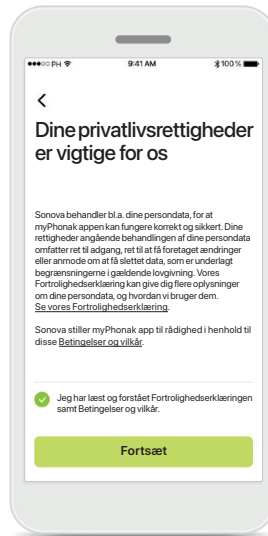 PH 9:41 AM 100 %
Dine privatlivsrettigheder
er vigtige for os
Sonova behandler bl.a. dine persondata, for at
myPhonak appen kan fungere korrekt og sikkert. Dine
rettigheder angående behandlingen af dine persondata
omfatter ret til adgang, ret til at få foretaget ændringer
eller anmode om at få slettet data, som er underlagt
begrænsningerne i gældende lovgivning. Vores
Fortrolighedserklæring kan give dig flere oplysninger
om dine persondata, og hvordan vi bruger dem.
Se vores Fortrolighedserklæring.
Sonova stiller myPhonak app til rådighed i henhold til
disse Betingelser og vilkår.
Jeg har læst og forstået Fortrolighedserklæringen
samt Betingelser og vilkår.
Fortsæt